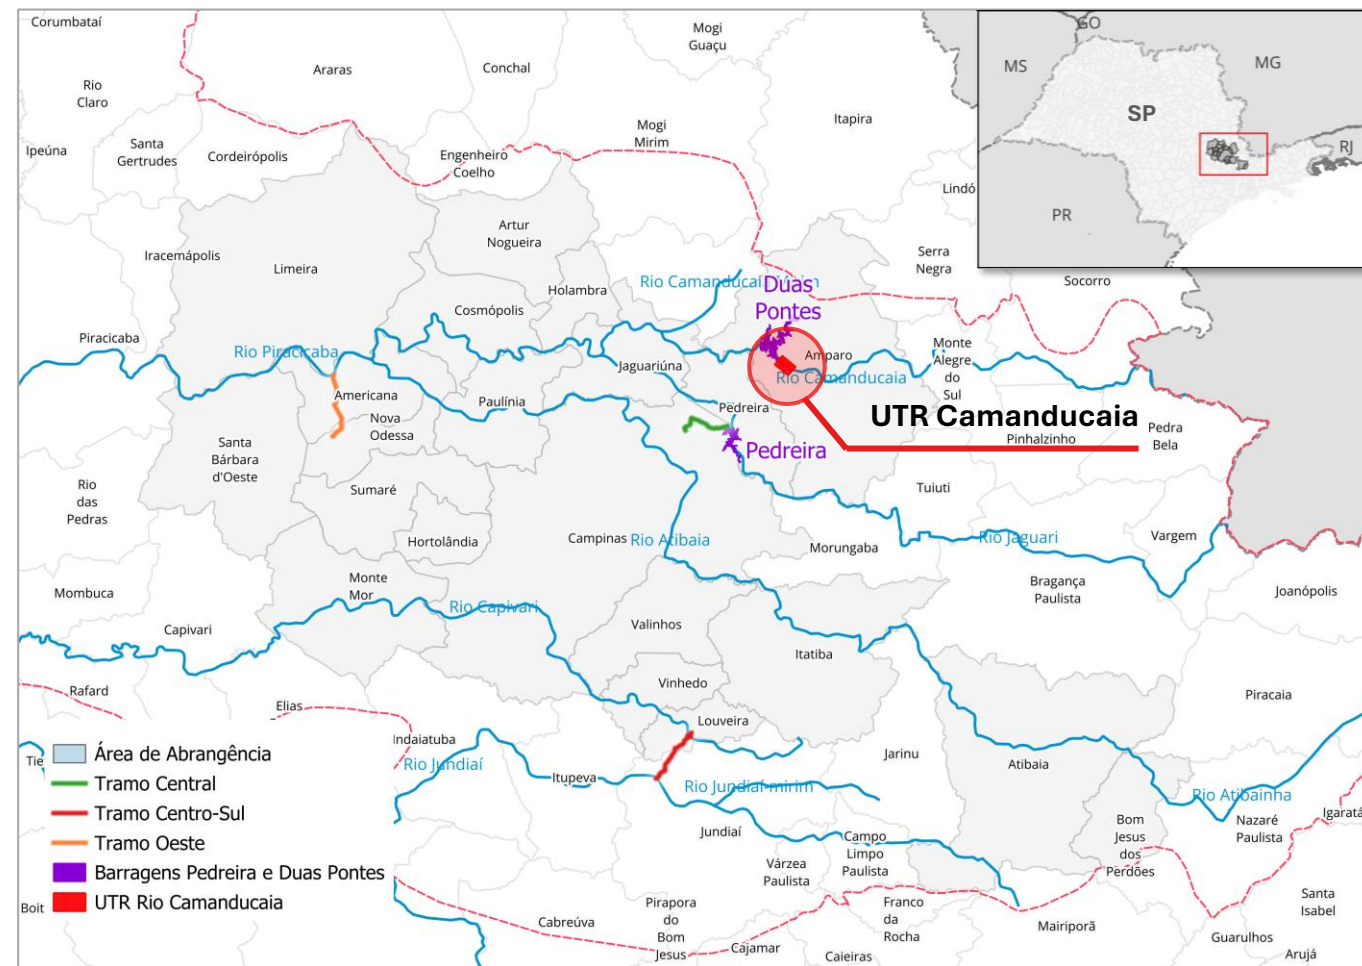 Corumbataí
Mogi
Guaçu
GO
MS
MG
SP
RJ
PR
Araras
Conchal
Rio
Claro
Itapira
Mogi
Mirim
Ipeúna
Santa
Gertrudes
Cordeirópolis
Engenheiro
Coelho
Lindó
Artur
Nogueira
Iracemápolis
Limeira
Serra
Negra
Socorro
Holambra
Duas
Pontes
Cosmópolis
Piracicaba
Rio Piracicaba
Jaguariúna
Amparo
Rio Camanducaia
Monte
Alegre
do
Sul
Americana
Paulínia
Pedreira
UTR Camanducaia
Nova
Odessa
Pedreira
Pinhalzinho
Pedra
Bela
Santa
Bárbara
d'Oeste
Sumaré
Tuiuti
Rio
das
Pedras
Hortolândia
Campinas
Rio Atibaia
Morungaba
Rio Jaguari
Vargem
Monte
Mor
Bragança
Paulista
Joanópolis
Mombuca
Capivari
Rio Capivari
Valinhos
Itatiba
Vinhedo
Rafard
Elias
Piracaia
Louveira
Indaiatuba
Jarinu
Atibaia
Rio Jundiaí
Itupeva
Rio Jundiaí-mirim
Rio Atibainha
Nazaré
Paulista
Igaratá
Jundiaí
Campo
Limpo
Paulista
Bom
Jesus
dos
Perdões
Várzea
Paulista
Tie
Boit
Área de Abrangência
Tramo Central
Tramo Centro-Sul
Tramo Oeste
Barragens Pedreira e Duas Pontes
UTR Rio Camanducaia
Cabreúva
Pirapora
do
Bom
Jesus
Cajamar
Caieiras
Franco
da
Rocha
Mairiporã
Santa
Isabel
Guarulhos
Arujá